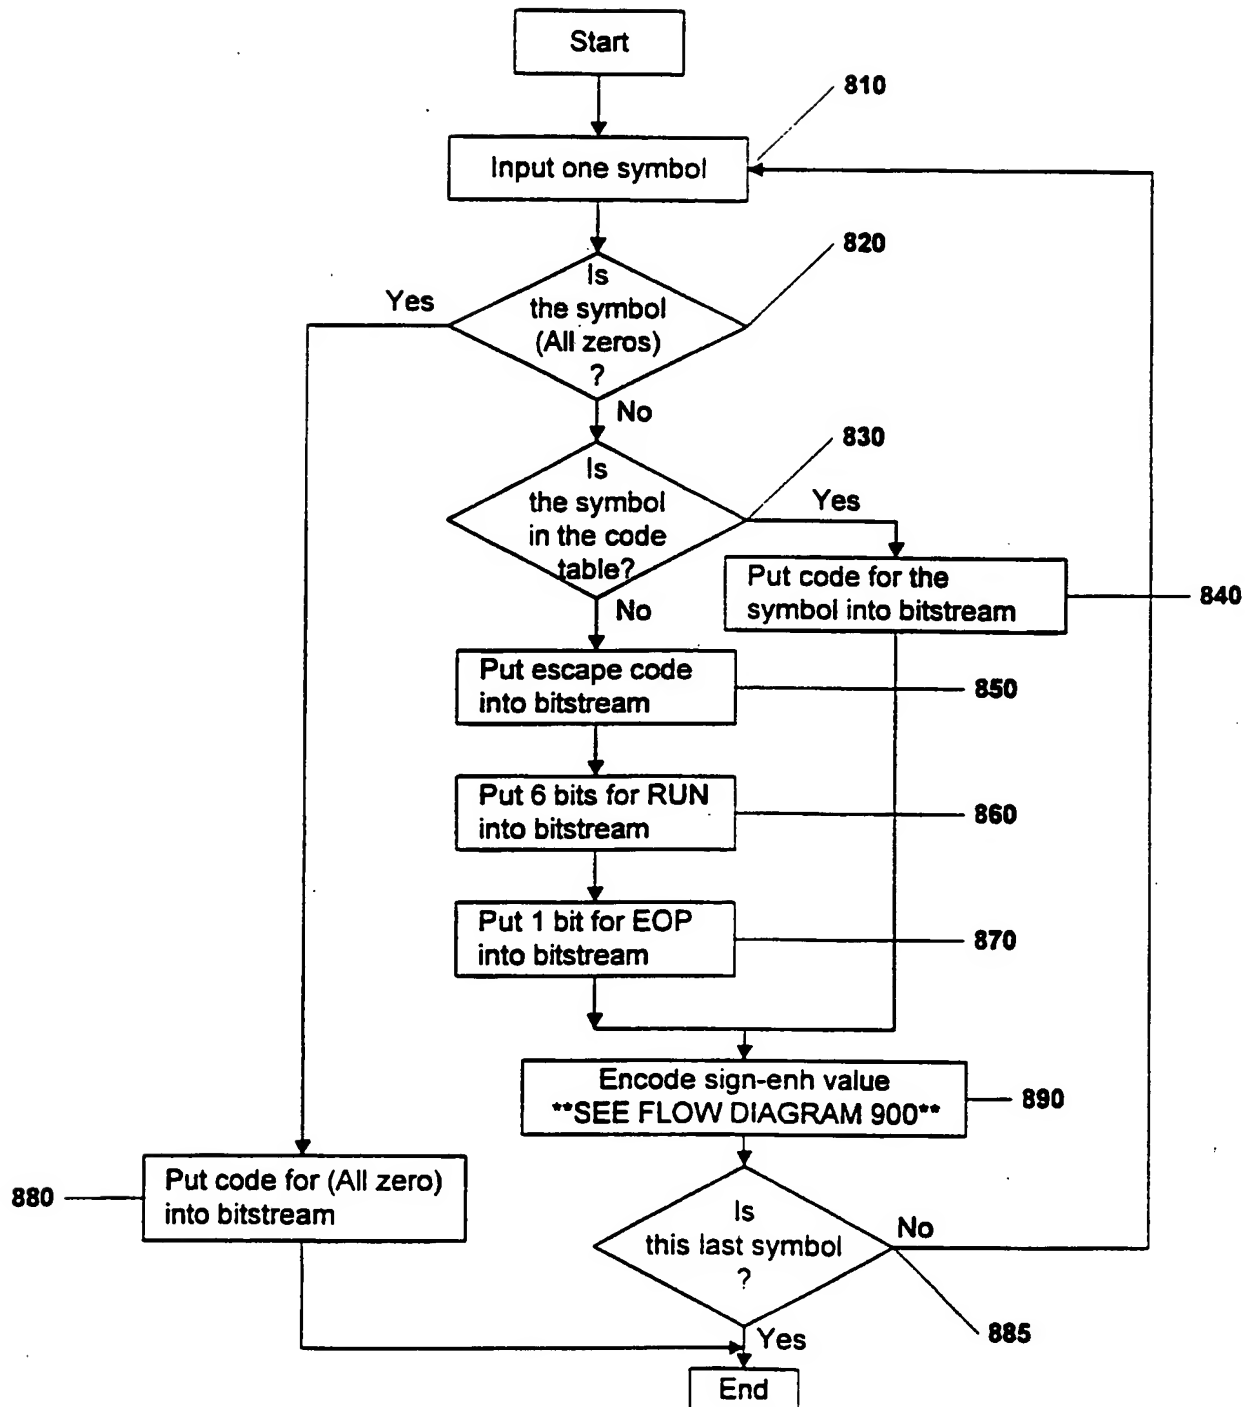 Start
810
Input one symbol
820
Is
the symbol
(All zeros)
?
Yes
No
830
Is
the symbol
in the code
table?
Yes
No
Put code for the
symbol into bitstream
840
Put escape code
into bitstream
850
Put 6 bits for RUN
into bitstream
860
Put 1 bit for EOP
into bitstream
870
Encode sign-enh value
**SEE FLOW DIAGRAM 900**
890
880
Put code for (All zero)
into bitstream
Is
this last symbol
?
No
885
Yes
End